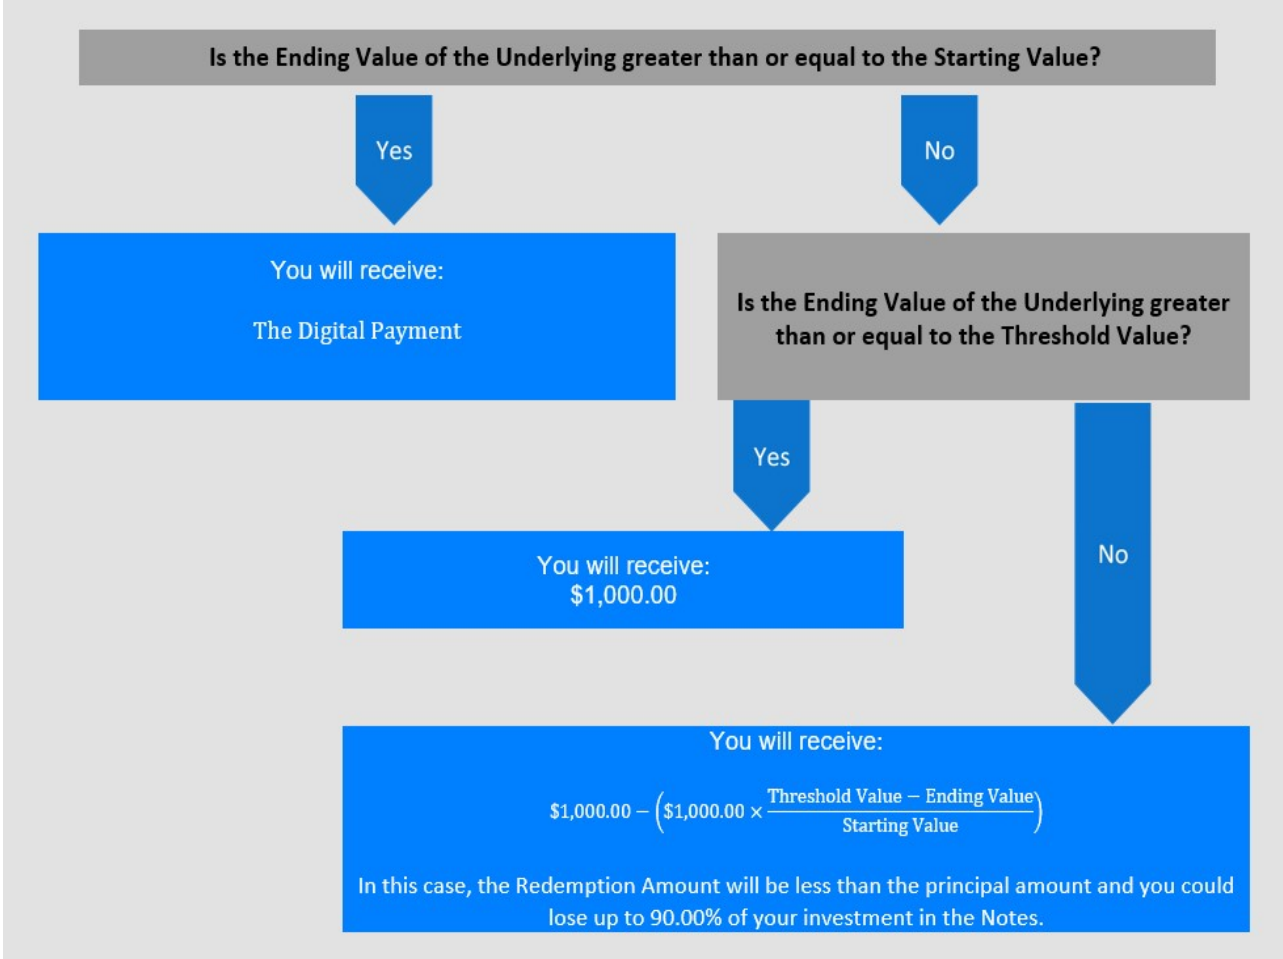 Is the Ending Value of the Underlying greater than or equal to the Starting Value?
Yes
No
You will receive:
The Digital Payment
Is the Ending Value of the Underlying greater
than or equal to the Threshold Value?
Yes
No
You will receive:
$1,000.00
You will receive:
$1,000.00 − ($1,000.00 × Threshold Value − Ending Value
Starting Value)
In this case, the Redemption Amount will be less than the principal amount and you could
lose up to 90.00% of your investment in the Notes.